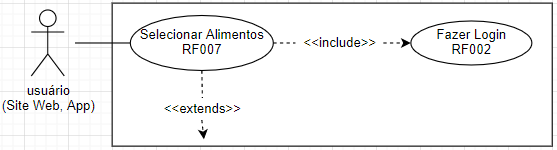 Selecionar Alimentos
RF007
<<include>>
Fazer Login
RF002
usuário
(Site Web, App)
<<extends>>